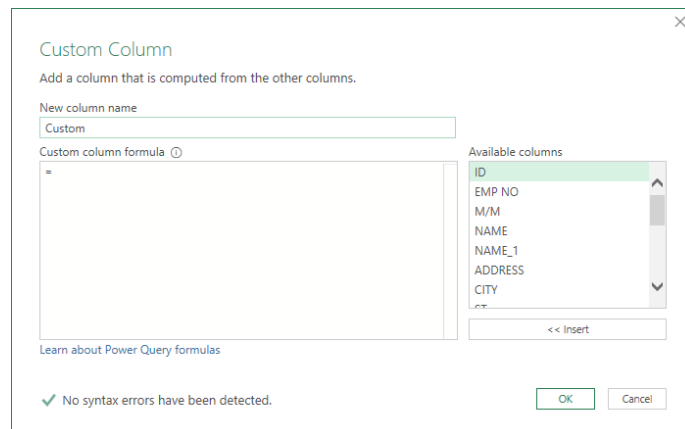 Custom Column
Add a column that is computed from the other columns.
New column name
Custom
Custom column formula
=
Available columns
ID
EMP NO
M/M
NAME
NAME_1
ADDRESS
CITY
<< Insert
Learn about Power Query formulas
No syntax errors have been detected.
OK
Cancel